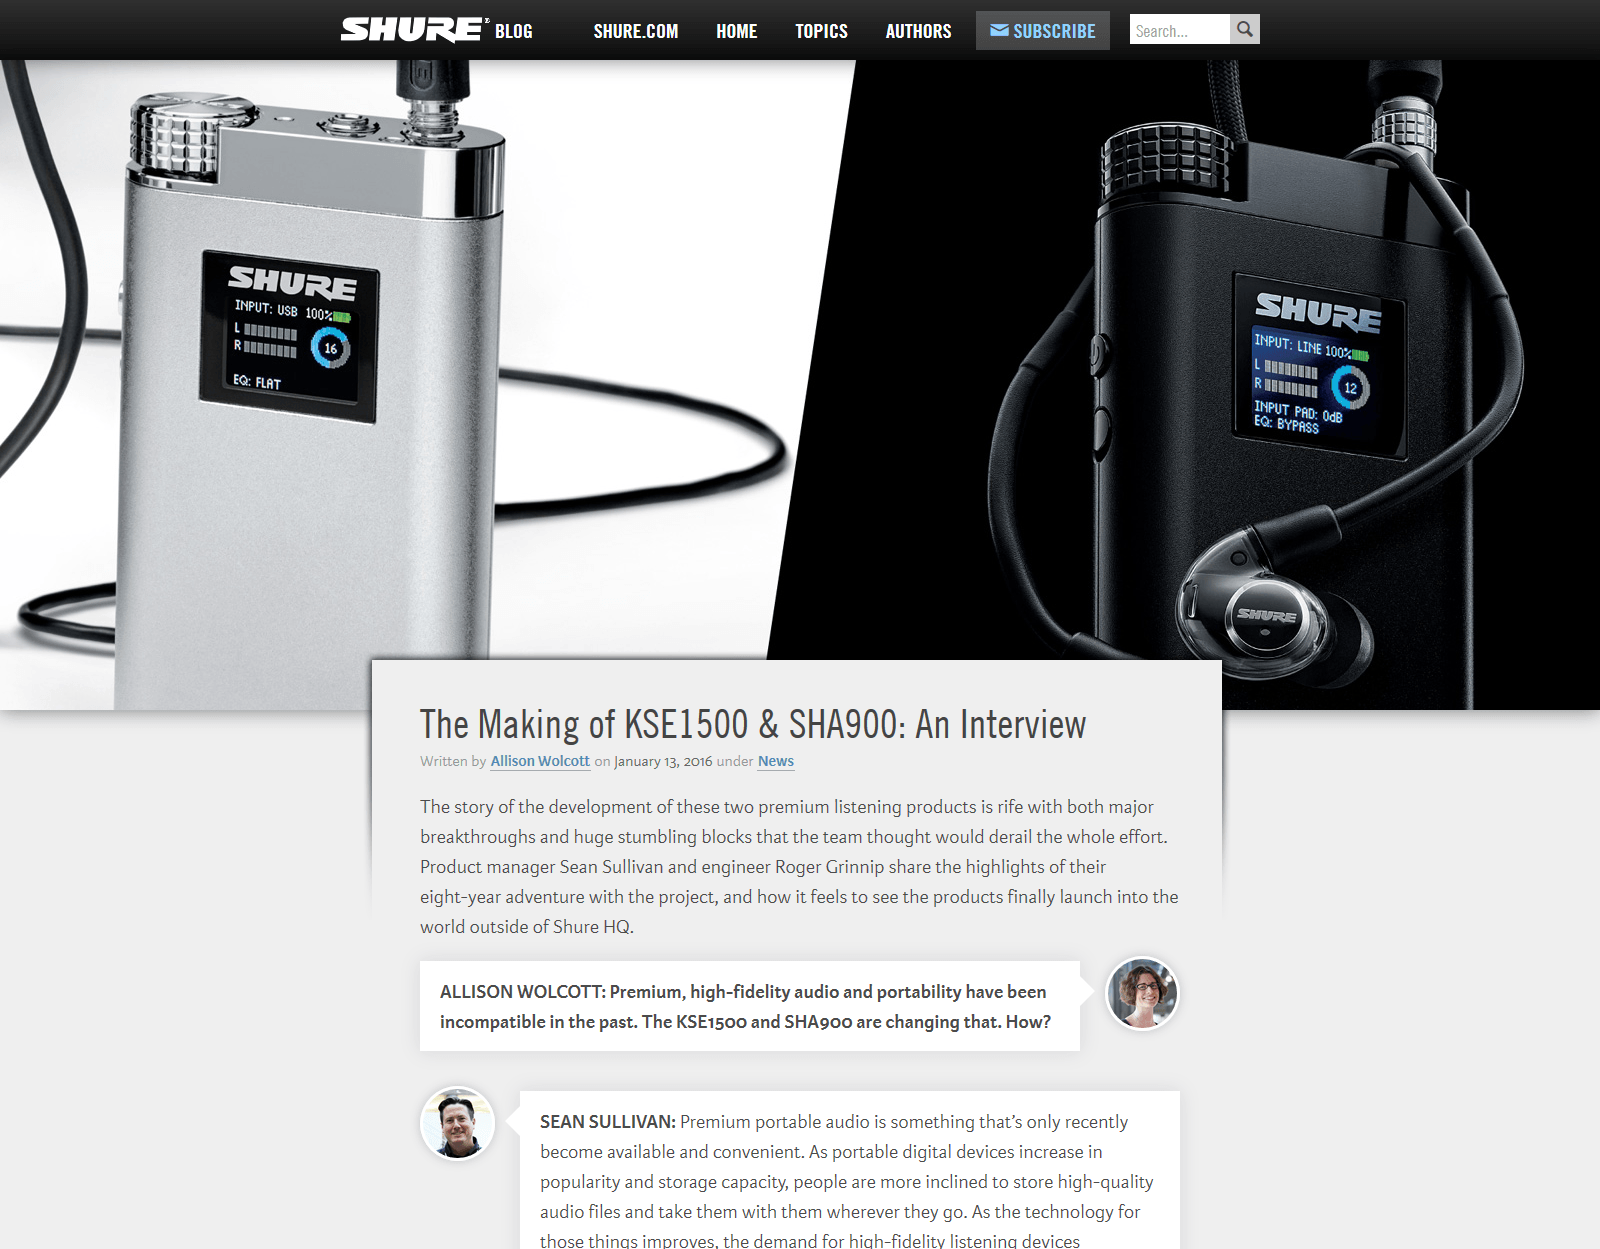 SHURE BLOG
SHURE.COM
HOME
TOPICS
AUTHORS
SUBSCRIBE
Search...
SHURE
INPUT: USB 100%
L
R
16
EQ: FLAT
SHURE
INPUT: LINE 100%
L
R
12
INPUT PAD: 0dB
EQ: BYPASS
SHURE
The Making of KSE1500 & SHA900: An Interview
Written by Allison Wolcott on January 13, 2016 under News
The story of the development of these two premium listening products is rife with both major
breakthroughs and huge stumbling blocks that the team thought would derail the whole effort.
Product manager Sean Sullivan and engineer Roger Grinnip share the highlights of their
eight-year adventure with the project, and how it feels to see the products finally launch into the
world outside of Shure HQ.
ALLISON WOLCOTT: Premium, high-fidelity audio and portability have been
incompatible in the past. The KSE1500 and SHA900 are changing that. How?
SEAN SULLIVAN: Premium portable audio is something that’s only recently
become available and convenient. As portable digital devices increase in
popularity and storage capacity, people are more inclined to store high-quality
audio files and take them with them wherever they go. As the technology for
those things improves, the demand for high-fidelity listening devices